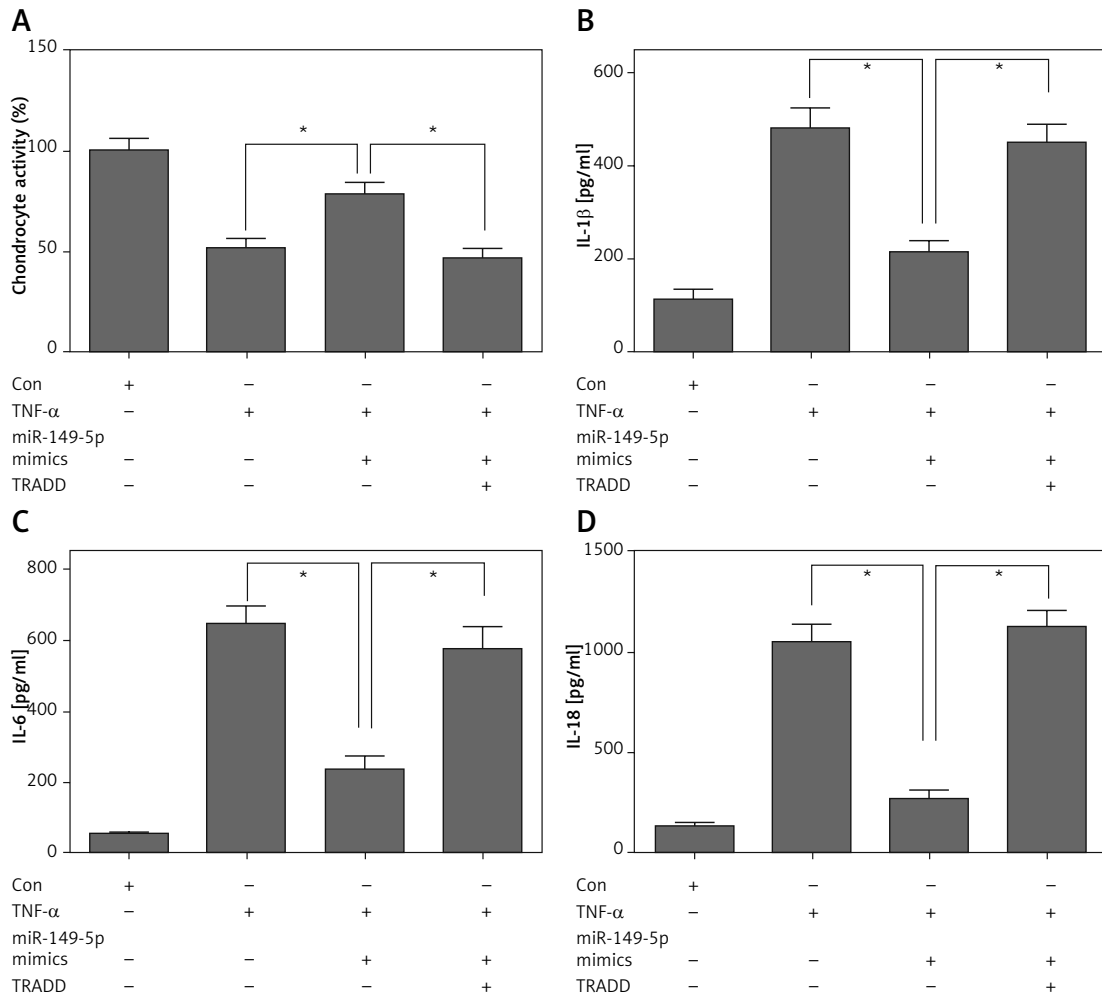 A
Chondrocyte activity (%)
150
100
50
0
* *
Con + – – –
TNF-α – + + +
miR-149-5p
mimics – – + +
TRADD – – – +
B
IL-1β [pg/ml]
600
400
200
0
* *
Con + – – –
TNF-α – + + +
miR-149-5p
mimics – – + +
TRADD – – – +
C
IL-6 [pg/ml]
800
600
400
200
0
* *
Con + – – –
TNF-α – + + +
miR-149-5p
mimics – – + +
TRADD – – – +
D
IL-18 [pg/ml]
1500
1000
500
0
* *
Con + – – –
TNF-α – + + +
miR-149-5p
mimics – – + +
TRADD – – – +